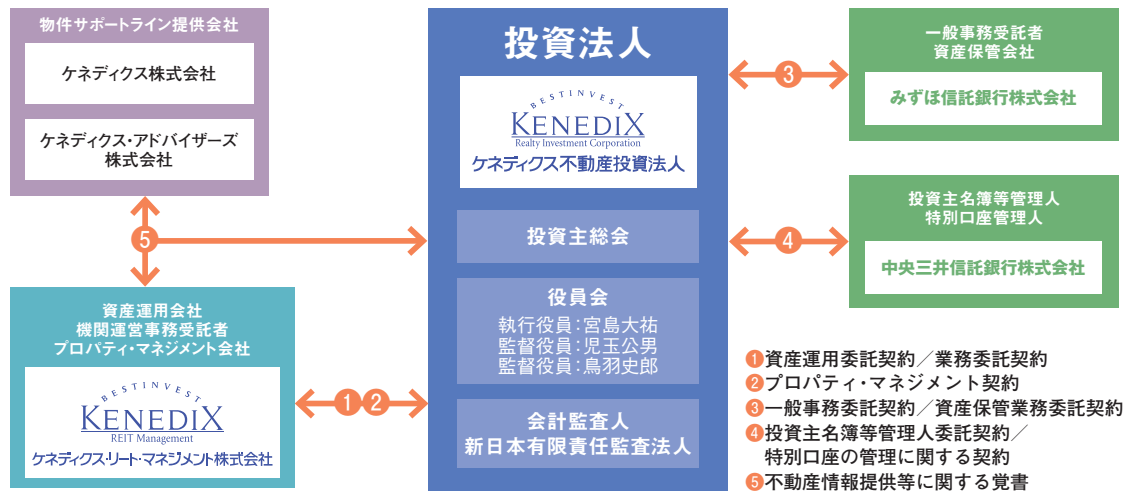 物件サポートライン提供会社
ケネディクス株式会社
ケネディクス・アドバイザーズ
株式会社
❺
資産運用会社
機関運営事務受託者
プロパティ・マネジメント会社
BESTINVEST
KENEDIX
REIT Management
ケネディクス・リート・マネジメント株式会社
❶❷
投資法人
BESTINVEST
KENEDIX
Realty Investment Corporation
ケネディクス不動産投資法人
投資主総会
役員会
執行役員:宮島大祐
監督役員:児玉公男
監督役員:鳥羽史郎
会計監査人
新日本有限責任監査法人
❸
一般事務受託者
資産保管会社
みずほ信託銀行株式会社
❹
投資主名簿等管理人
特別口座管理人
中央三井信託銀行株式会社
❶資産運用委託契約/業務委託契約
❷プロパティ・マネジメント契約
❸一般事務委託契約/資産保管業務委託契約
❹投資主名簿等管理人委託契約/
特別口座の管理に関する契約
❺不動産情報提供等に関する覚書